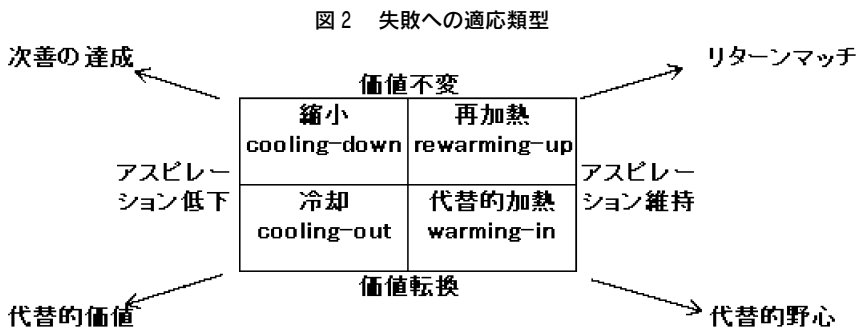 図2 失敗への適応類型
次善の達成
リターンマッチ
価値不変
縮小
cooling-down
再加熱
rewarming-up
アスピレー
ション低下
アスピレー
ション維持
冷却
cooling-out
代替的加熱
warming-in
価値転換
代替的価値
代替的野心